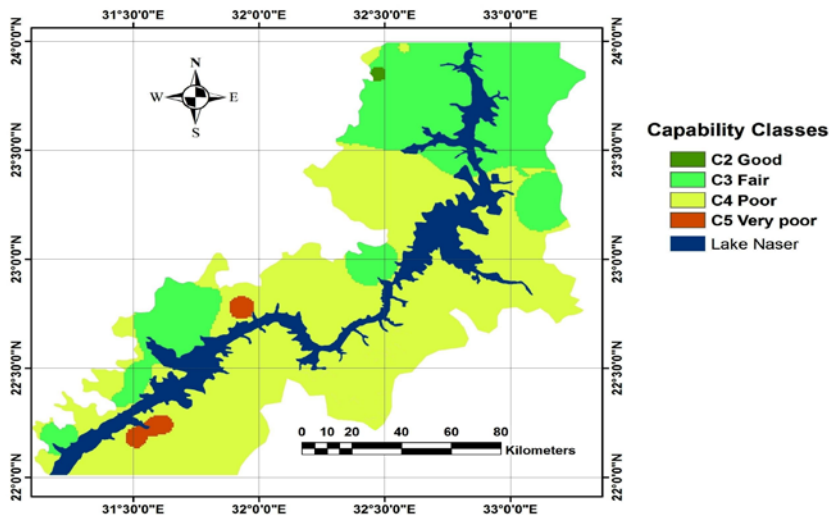 31°30'0"E 32°0'0"E 32°30'0"E 33°0'0"E
24°0'0"N 24°0'0"N
N
W E
S
23°30'0"N 23°30'0"N
23°0'0"N 23°0'0"N
22°30'0"N 22°30'0"N
22°0'0"N 22°0'0"N
0 10 20 40 60 80
Kilometers
31°30'0"E 32°0'0"E 32°30'0"E 33°0'0"E
Capability Classes
C2 Good
C3 Fair
C4 Poor
C5 Very poor
Lake Naser